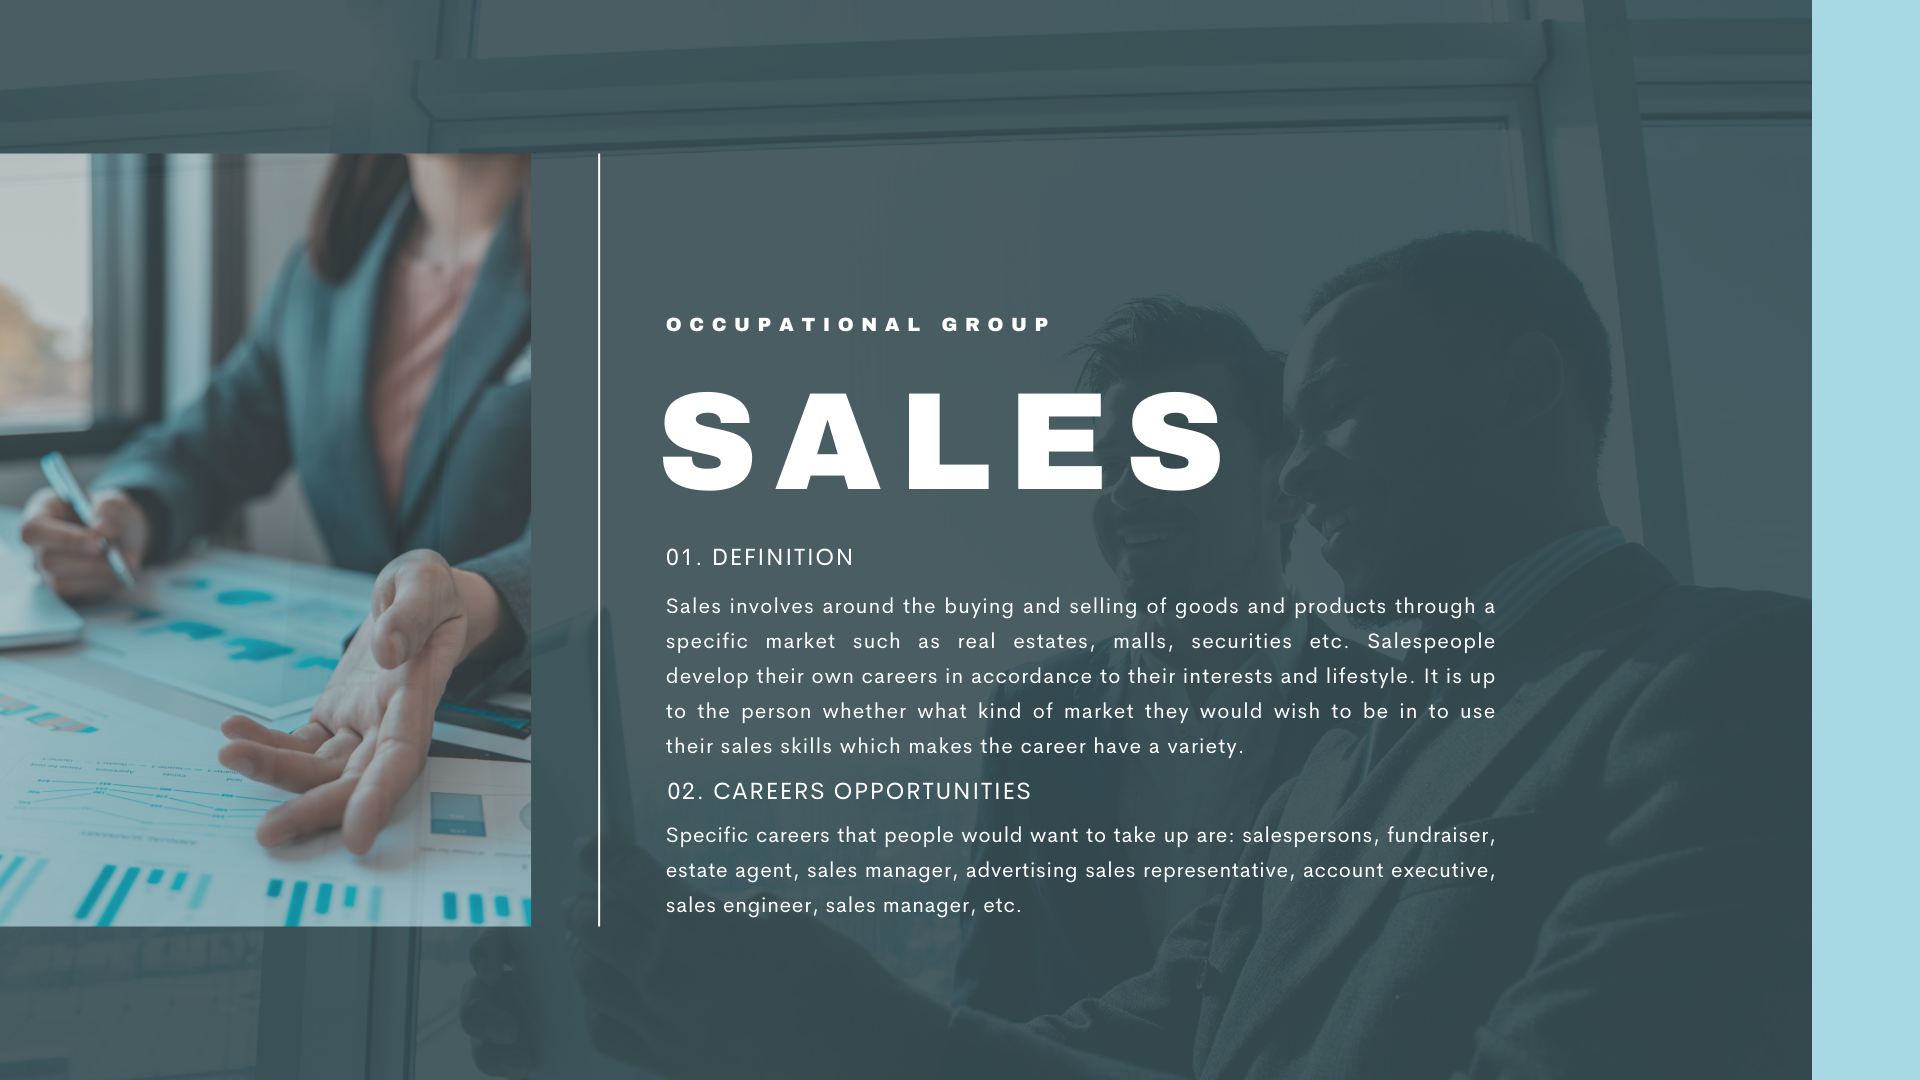 OCCUPATIONAL GROUP
SALES
01. DEFINITION
Sales involves around the buying and selling of goods and products through a
specific market such as real estates, malls, securities etc. Salespeople
develop their own careers in accordance to their interests and lifestyle. It is up
to the person whether what kind of market they would wish to be in to use
their sales skills which makes the career have a variety.
02. CAREERS OPPORTUNITIES
Specific careers that people would want to take up are: salespersons, fundraiser,
estate agent, sales manager, advertising sales representative, account executive,
sales engineer, sales manager, etc.